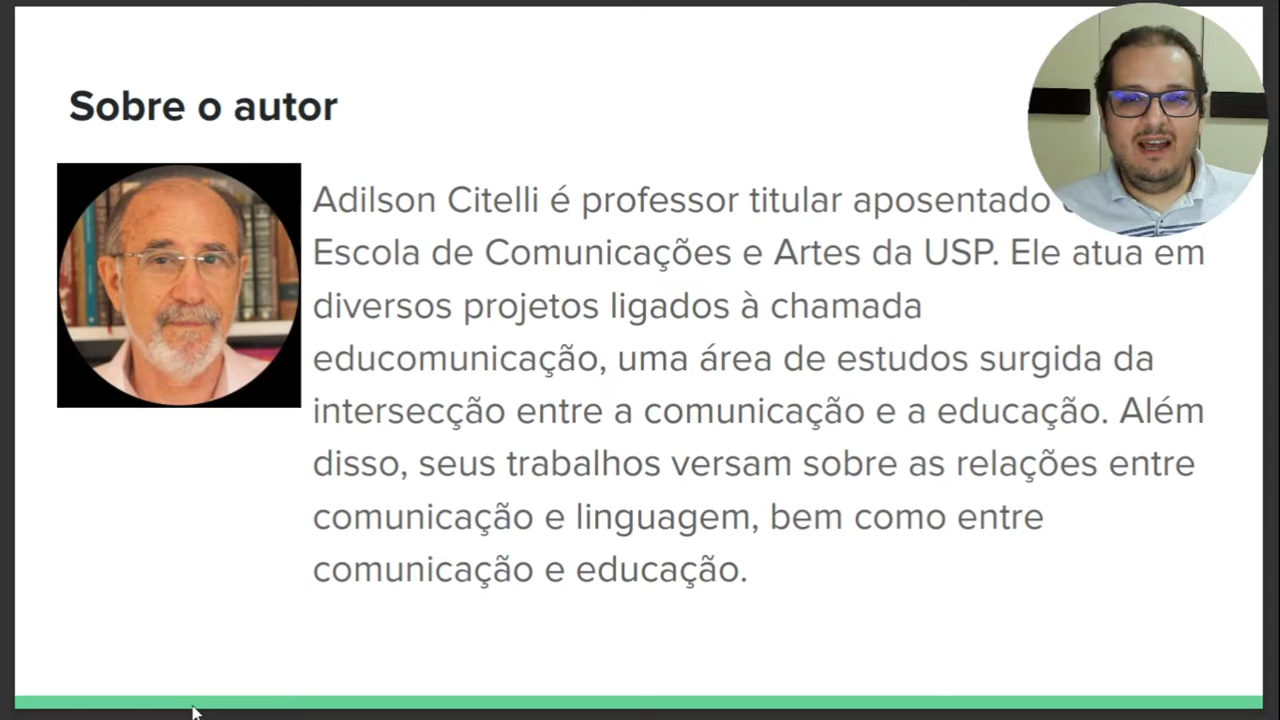 Sobre o autor
Adilson Citelli é professor titular aposentado
Escola de Comunicações e Artes da USP. Ele atua em
diversos projetos ligados à chamada
educomunicação, uma área de estudos surgida da
intersecção entre a comunicação e a educação. Além
disso, seus trabalhos versam sobre as relações entre
comunicação e linguagem, bem como entre
comunicação e educação.